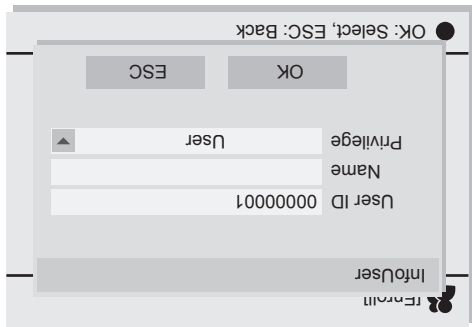 [Enroll]
InfoUser
User ID 00000001
Name
Privilege User
OK ESC
OK: Select, ESC: Back